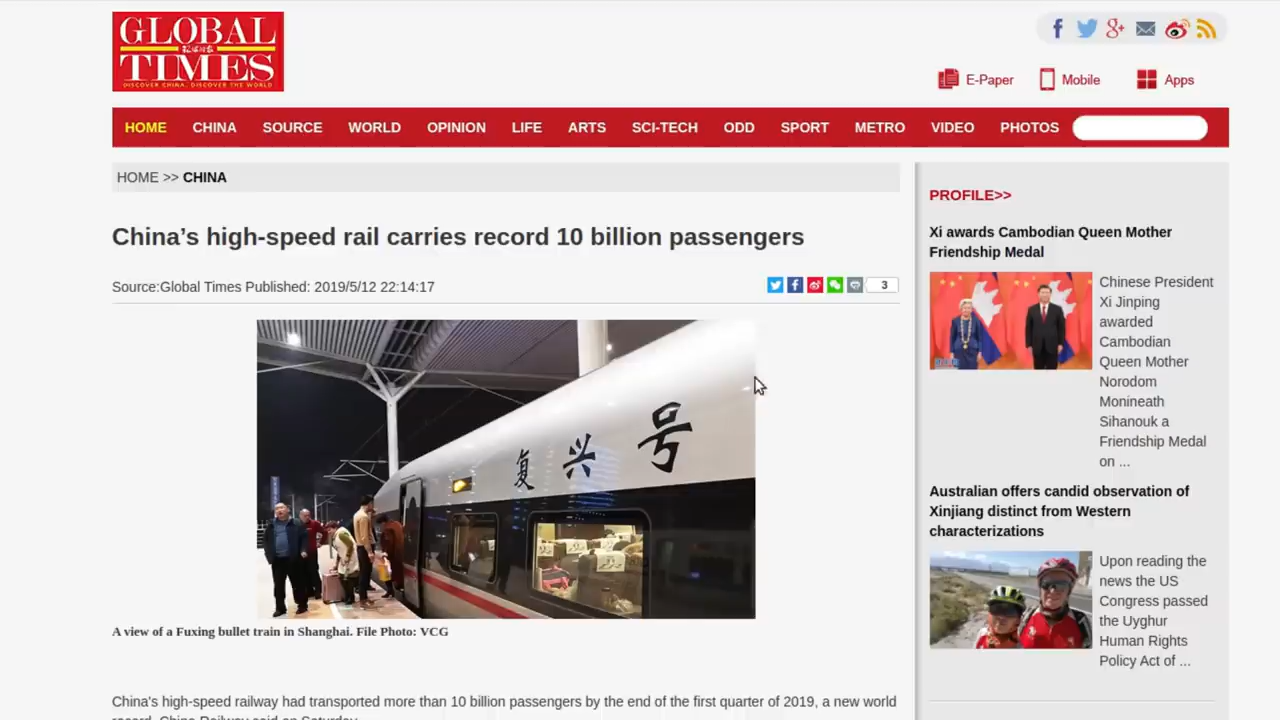 GLOBAL
TIMES
DISCOVER CHINA, DISCOVER THE WORLD
E-Paper
Mobile
Apps
HOME CHINA SOURCE WORLD OPINION LIFE ARTS SCI-TECH ODD SPORT METRO VIDEO PHOTOS
HOME >> CHINA
China’s high-speed rail carries record 10 billion passengers
Source:Global Times Published: 2019/5/12 22:14:17
3
复兴号
A view of a Fuxing bullet train in Shanghai. File Photo: VCG
China's high-speed railway had transported more than 10 billion passengers by the end of the first quarter of 2019, a new world
record, China Railway said on Saturday.
PROFILE>>
Xi awards Cambodian Queen Mother
Friendship Medal
Chinese President
Xi Jinping
awarded
Cambodian
Queen Mother
Norodom
Monineath
Sihanouk a
Friendship Medal
on ...
Australian offers candid observation of
Xinjiang distinct from Western
characterizations
Upon reading the
news the US
Congress passed
the Uyghur
Human Rights
Policy Act of ...